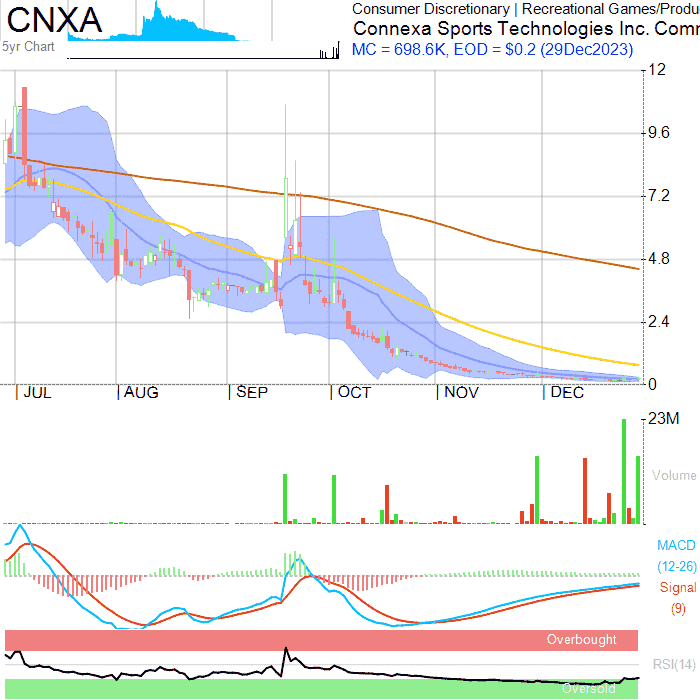 CNXA
5yr Chart
Consumer Discretionary | Recreational Games/Produ
Connexa Sports Technologies Inc. Comr
MC = 698.6K, EOD = $0.2 (29Dec2023)
12
9.6
7.2
4.8
2.4
0
JUL AUG SEP OCT NOV DEC
23M
Volume
MACD
(12-26)
Signal
(9)
Overbought
RSI(14)
Oversold